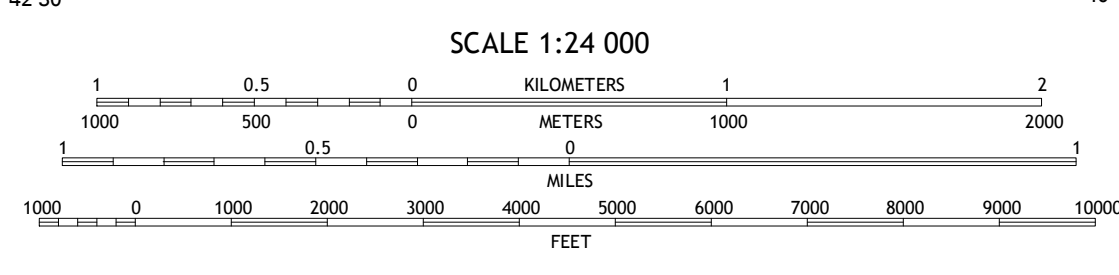 42'30"
SCALE 1:24 000
1 0.5 0 KILOMETERS 1 2
1000 500 0 METERS 1000 2000
1 0.5 0 1
MILES
1000 0 1000 2000 3000 4000 5000 6000 7000 8000 9000 10000
FEET